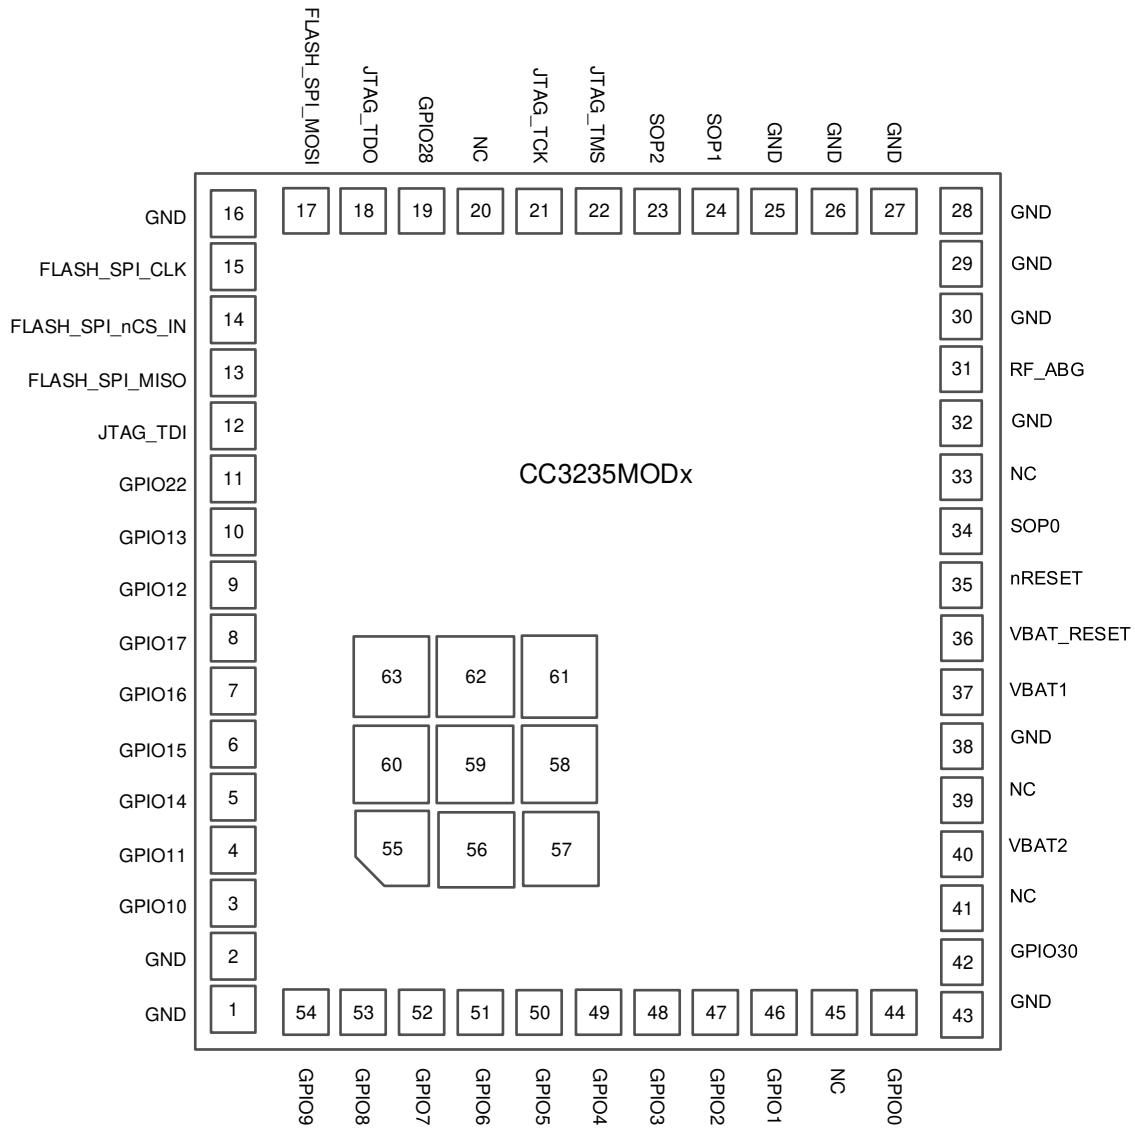 FLASH_SPI_MOSI
JTAG_TDO
GPIO28
NC
JTAG_TCK
JTAG_TMS
SOP2
SOP1
GND
GND
GND
17 18 19 20 21 22 23 24 25 26 27
GND 16 28 GND
FLASH_SPI_CLK 15 29 GND
FLASH_SPI_nCS_IN 14 30 GND
FLASH_SPI_MISO 13 31 RF_ABG
JTAG_TDI 12 32 GND
CC3235MODx
GPIO22 11 33 NC
GPIO13 10 34 SOP0
GPIO12 9 35 nRESET
GPIO17 8 36 VBAT_RESET
63 62 61
GPIO16 7 37 VBAT1
GPIO15 6 38 GND
60 59 58
GPIO14 5 39 NC
GPIO11 4 40 VBAT2
55 56 57
GPIO10 3 41 NC
GND 2 42 GPIO30
GND 1 43 GND
54 53 52 51 50 49 48 47 46 45 44
GPIO9
GPIO8
GPIO7
GPIO6
GPIO5
GPIO4
GPIO3
GPIO2
GPIO1
NC
GPIO0